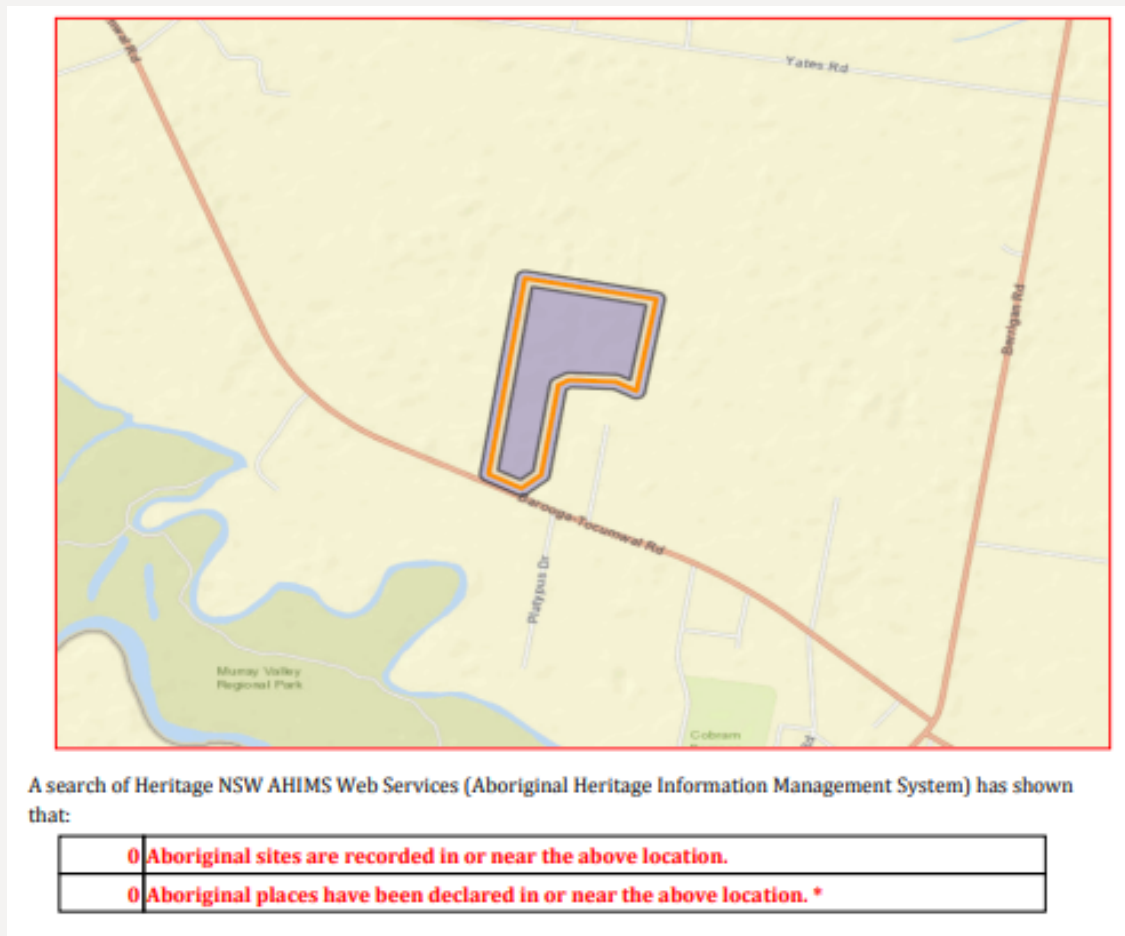 Yates Rd
Berrigan Rd
Barooga-Tocumwal Rd
Platypus Dr
Murray Valley
Regional Park
Cobram
A search of Heritage NSW AHIMS Web Services (Aboriginal Heritage Information Management System) has shown
that:
0 Aboriginal sites are recorded in or near the above location.
0 Aboriginal places have been declared in or near the above location. *